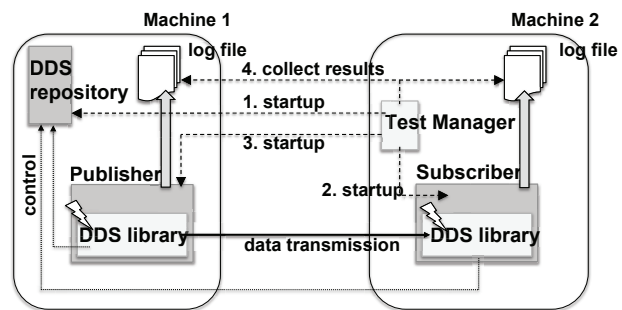 Machine 1
Machine 2
log file
log file
DDS
repository
4. collect results
1. startup
Test Manager
3. startup
control
Publisher
Subscriber
2. startup
DDS library
data transmission
DDS library